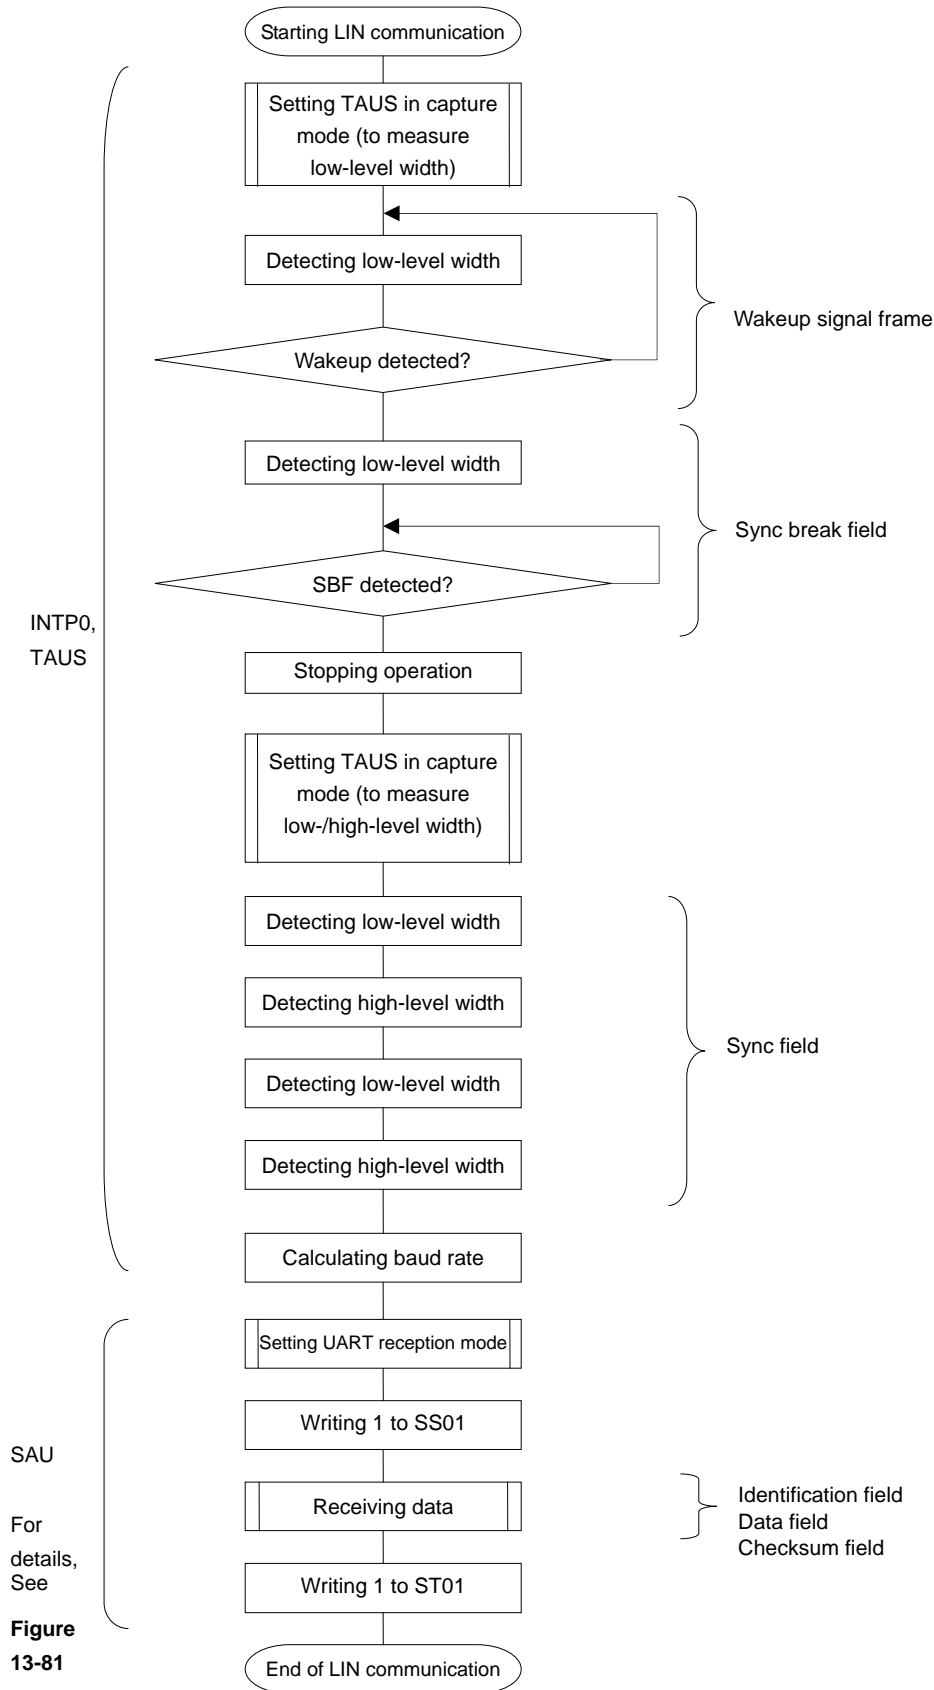 Starting LIN communication
Setting TAUS in capture
mode (to measure
low-level width)
Detecting low-level width
Wakeup signal frame
Wakeup detected?
Detecting low-level width
Sync break field
SBF detected?
INTP0,
TAUS
Stopping operation
Setting TAUS in capture
mode (to measure
low-/high-level width)
Detecting low-level width
Detecting high-level width
Sync field
Detecting low-level width
Detecting high-level width
Calculating baud rate
Setting UART reception mode
Writing 1 to SS01
SAU
For
details,
See
Figure
13-81
Receiving data
Identification field
Data field
Checksum field
Writing 1 to ST01
End of LIN communication